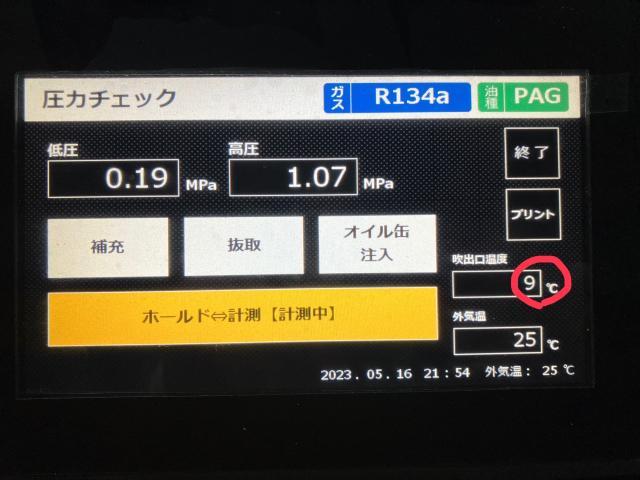 圧力チェック ガス R134a 油種 PAG
低圧 高圧
0.19 MPa 1.07 MPa
終了
プリント
補充 抜取 オイル缶
注入
吹出口温度
9 ℃
ホールド⇔計測【計測中】
外気温
25 ℃
2023.05.16 21:54 外気温: 25 ℃